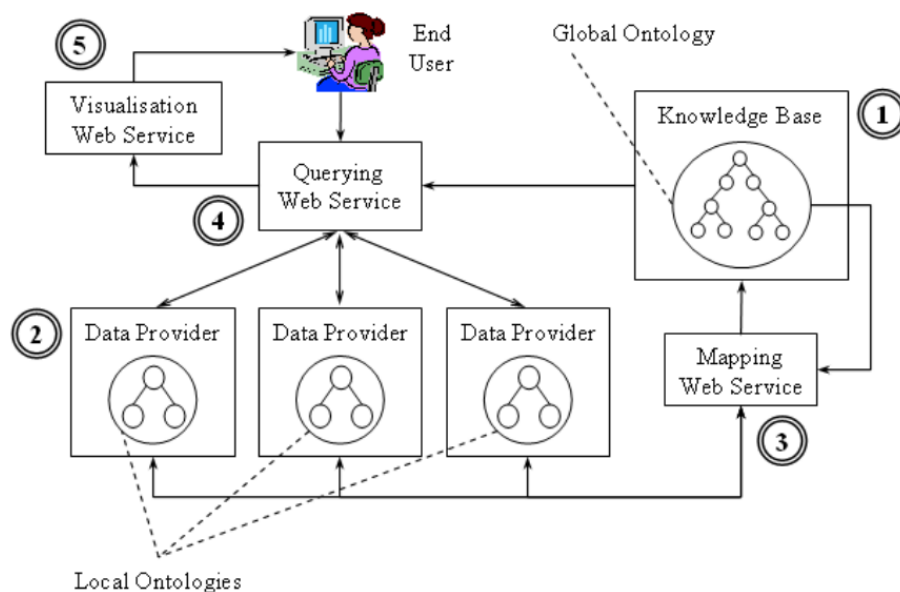 5
End
User
Global Ontology
Visualisation
Web Service
Knowledge Base
1
Querying
Web Service
4
2
Data Provider
Data Provider
Data Provider
Mapping
Web Service
3
Local Ontologies